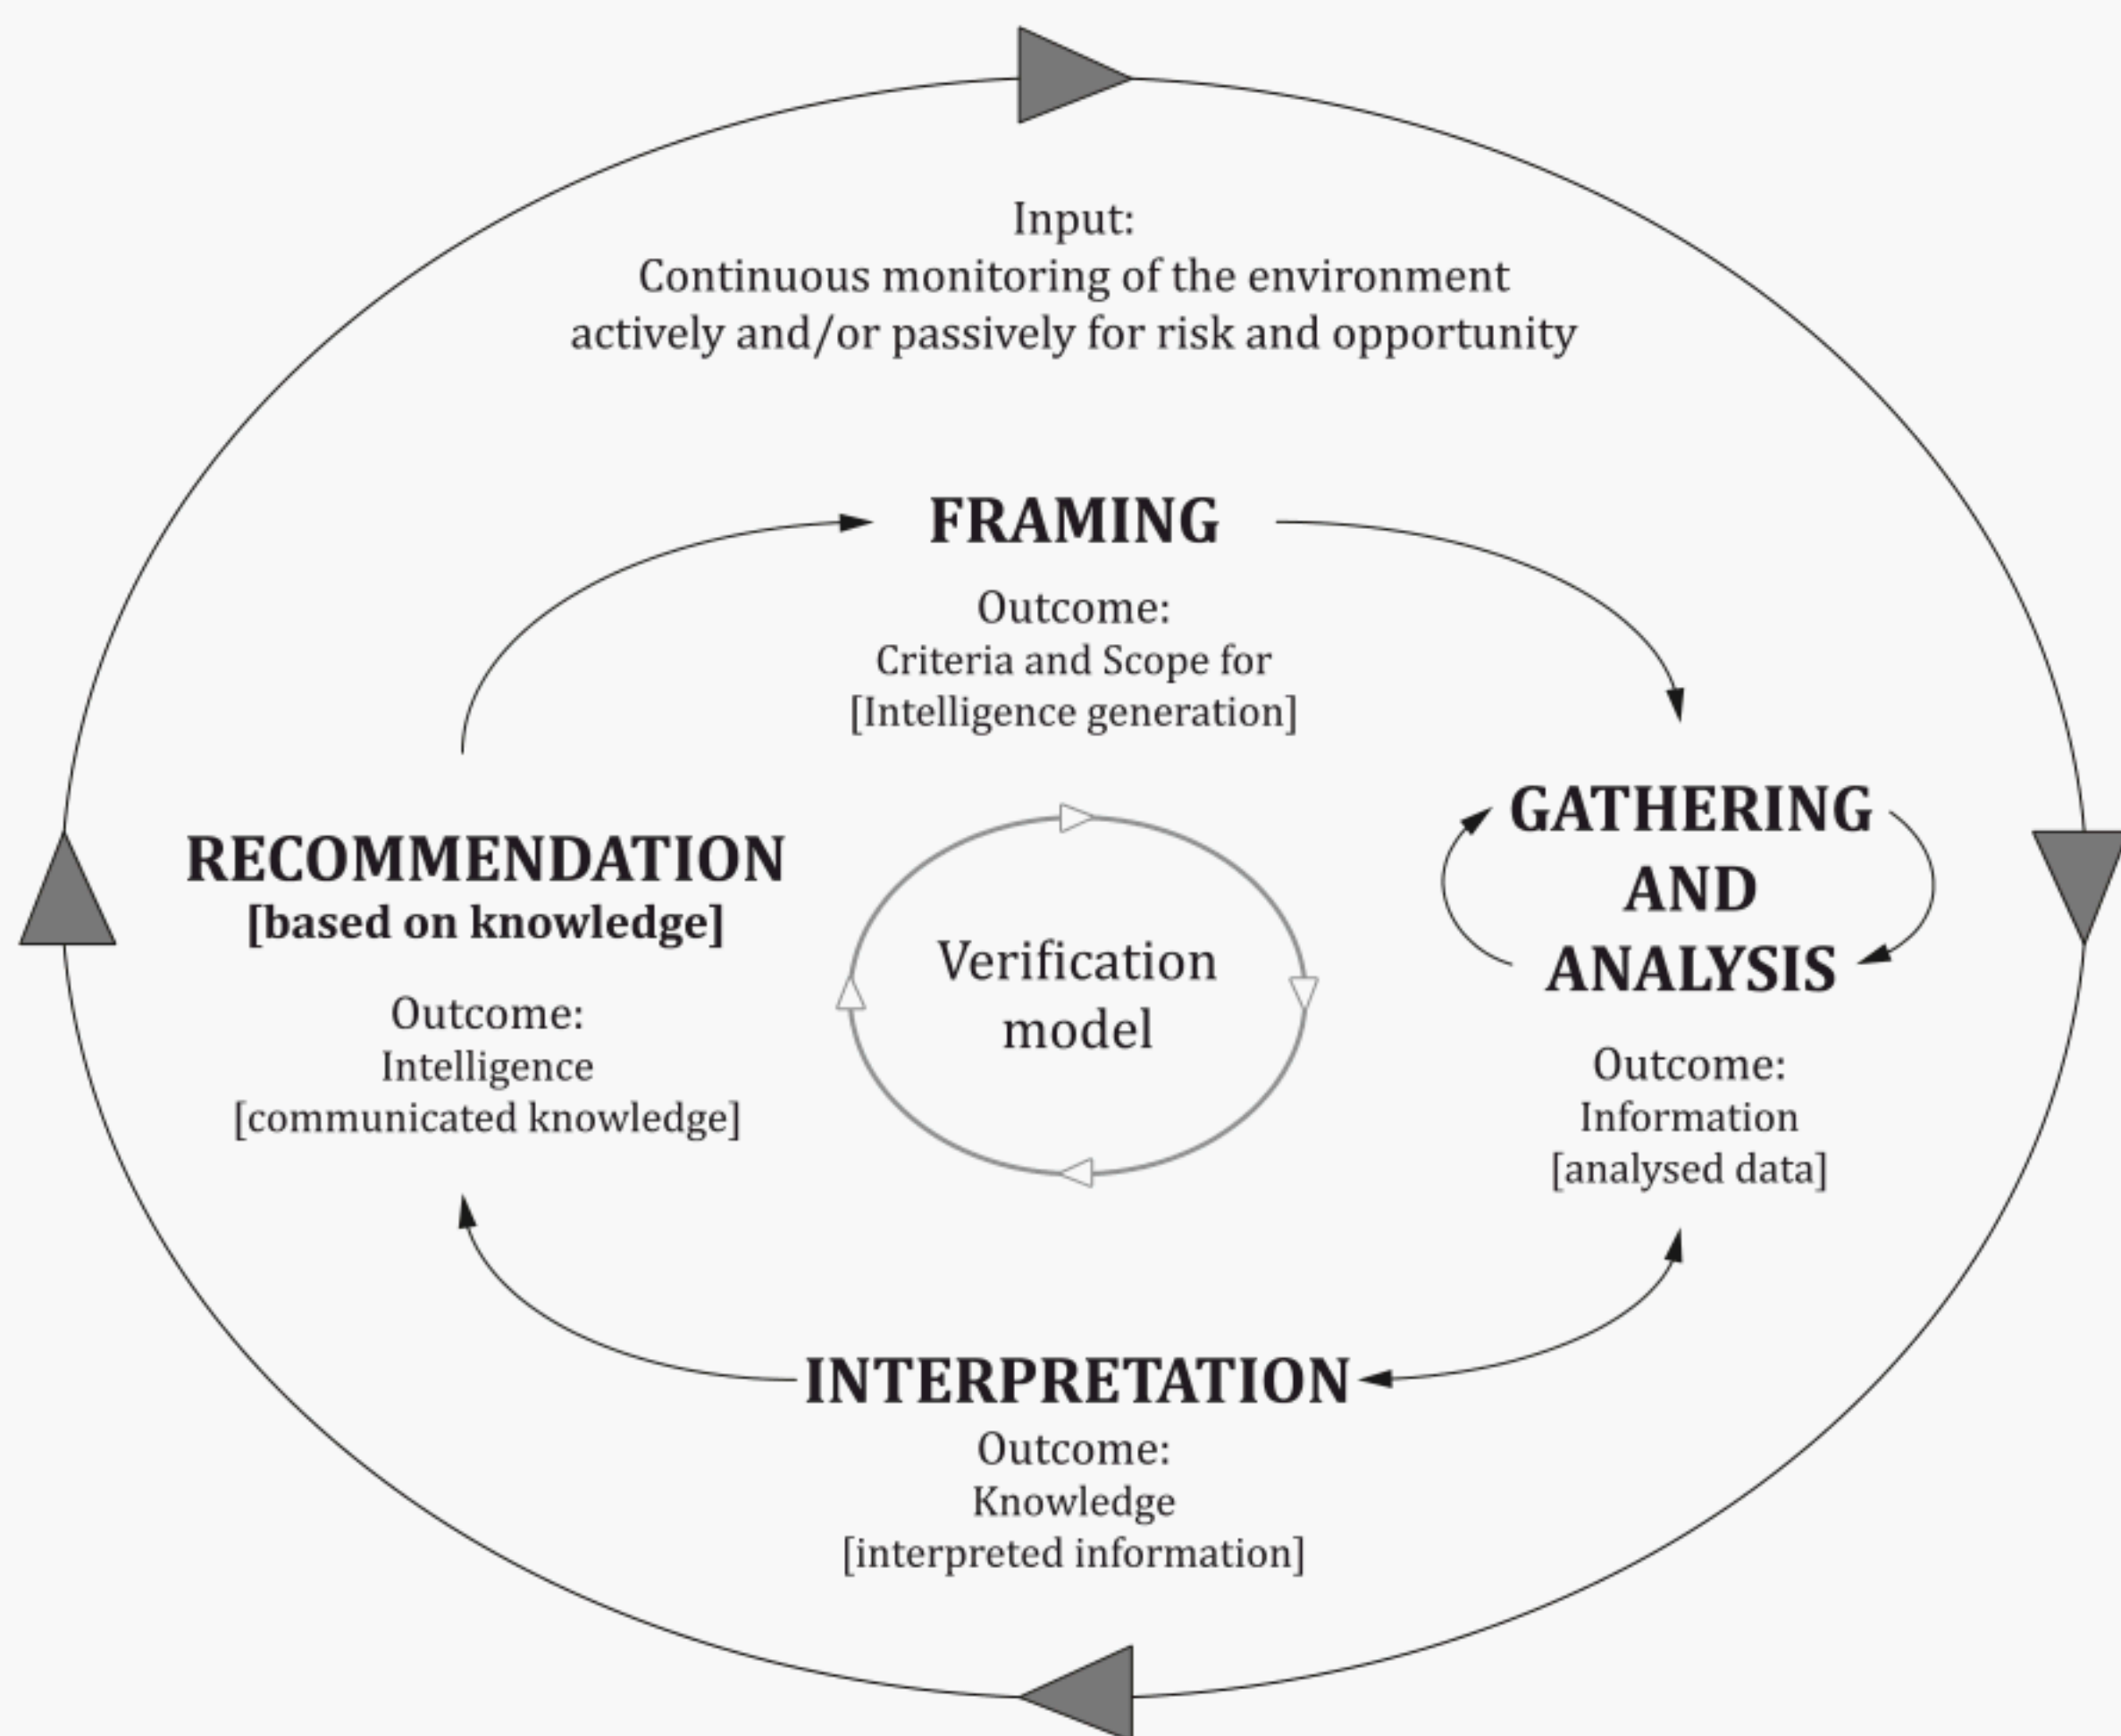 Input:
Continuous monitoring of the environment
actively and/or passively for risk and opportunity
FRAMING
Outcome:
Criteria and Scope for
[Intelligence generation]
GATHERING
AND
ANALYSIS
Outcome:
Information
[analysed data]
INTERPRETATION
Outcome:
Knowledge
[interpreted information]
RECOMMENDATION
[based on knowledge]
Outcome:
Intelligence
[communicated knowledge]
Verification
model